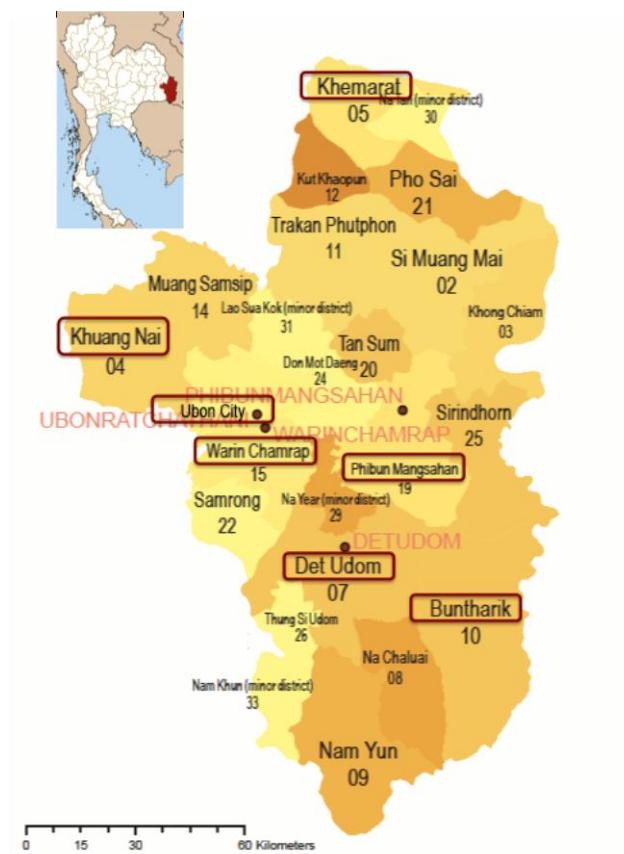 Khemarat
05
Na Tan (minor district)
30
Kut Khaopun
12
Pho Sai
21
Trakan Phutphon
11
Si Muang Mai
02
Muang Samsip
14
Lao Sua Kok (minor district)
31
Khong Chiam
03
Khuang Nai
04
Tan Sum
20
Don Mot Daeng
24
PHIBUNMANGSAHAN
Ubon City
UBONRATCHATHANI
Sirindhorn
25
WARINCHAMRAP
Warin Chamrap
15
Phibun Mangsahan
19
Samrong
22
Na Year (minor district)
29
DETUDOM
Det Udom
07
Buntharik
10
Thung Si Udom
26
Na Chaluai
08
Nam Khun (minor district)
33
Nam Yun
09
0 15 30 60 Kilometers